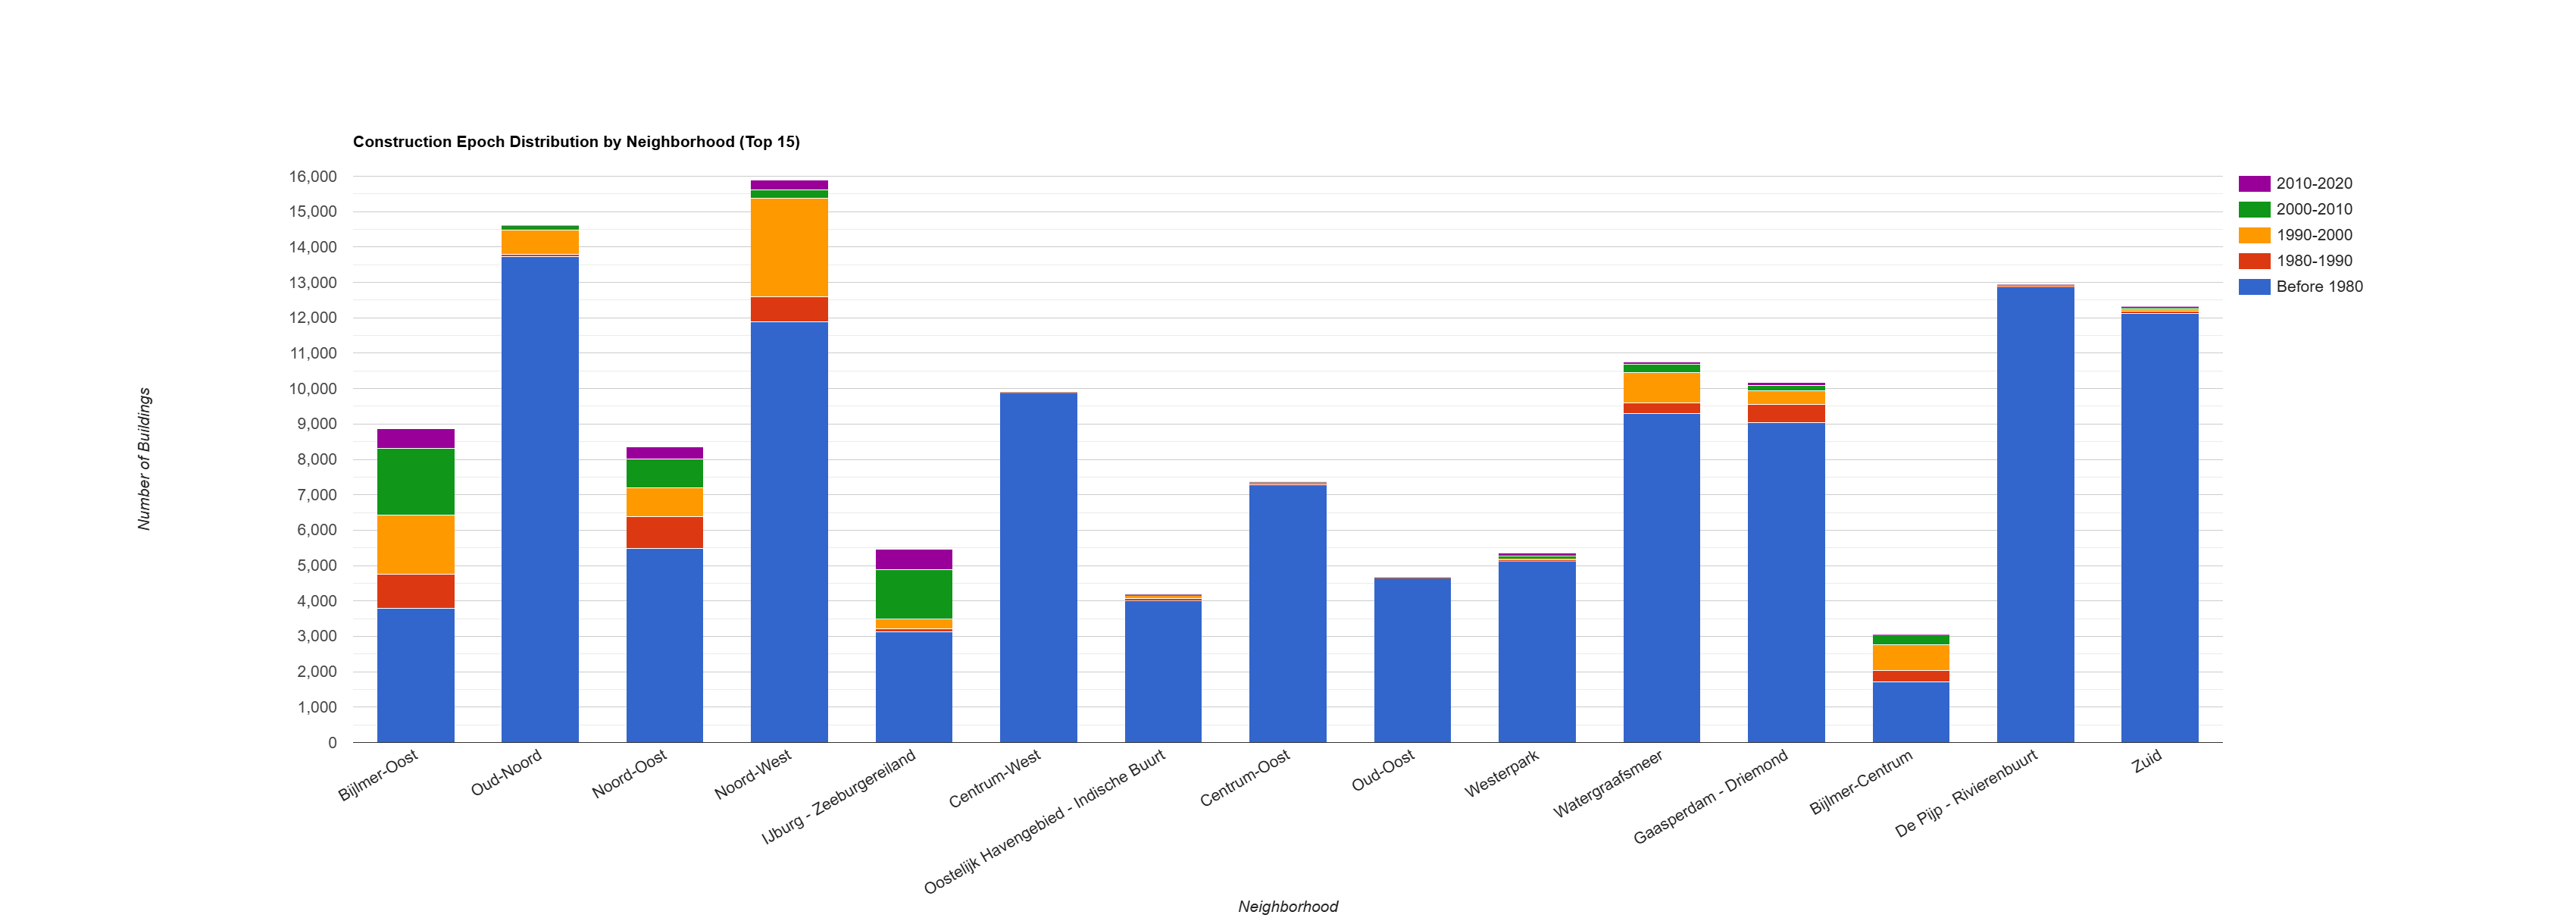 Construction Epoch Distribution by Neighborhood (Top 15)
16,000
15,000
14,000
13,000
12,000
11,000
10,000
9,000
8,000
7,000
6,000
5,000
4,000
3,000
2,000
1,000
0
Number of Buildings
2010-2020
2000-2010
1990-2000
1980-1990
Before 1980
Bijlmer-Oost
Oud-Noord
Noord-Oost
Noord-West
IJburg - Zeeburgereiland
Centrum-West
Oostelijk Havengebied - Indische Buurt
Centrum-Oost
Oud-Oost
Westerpark
Watergraafsmeer
Gaasperdam - Driemond
Bijlmer-Centrum
De Pijp - Rivierenbuurt
Zuid
Neighborhood